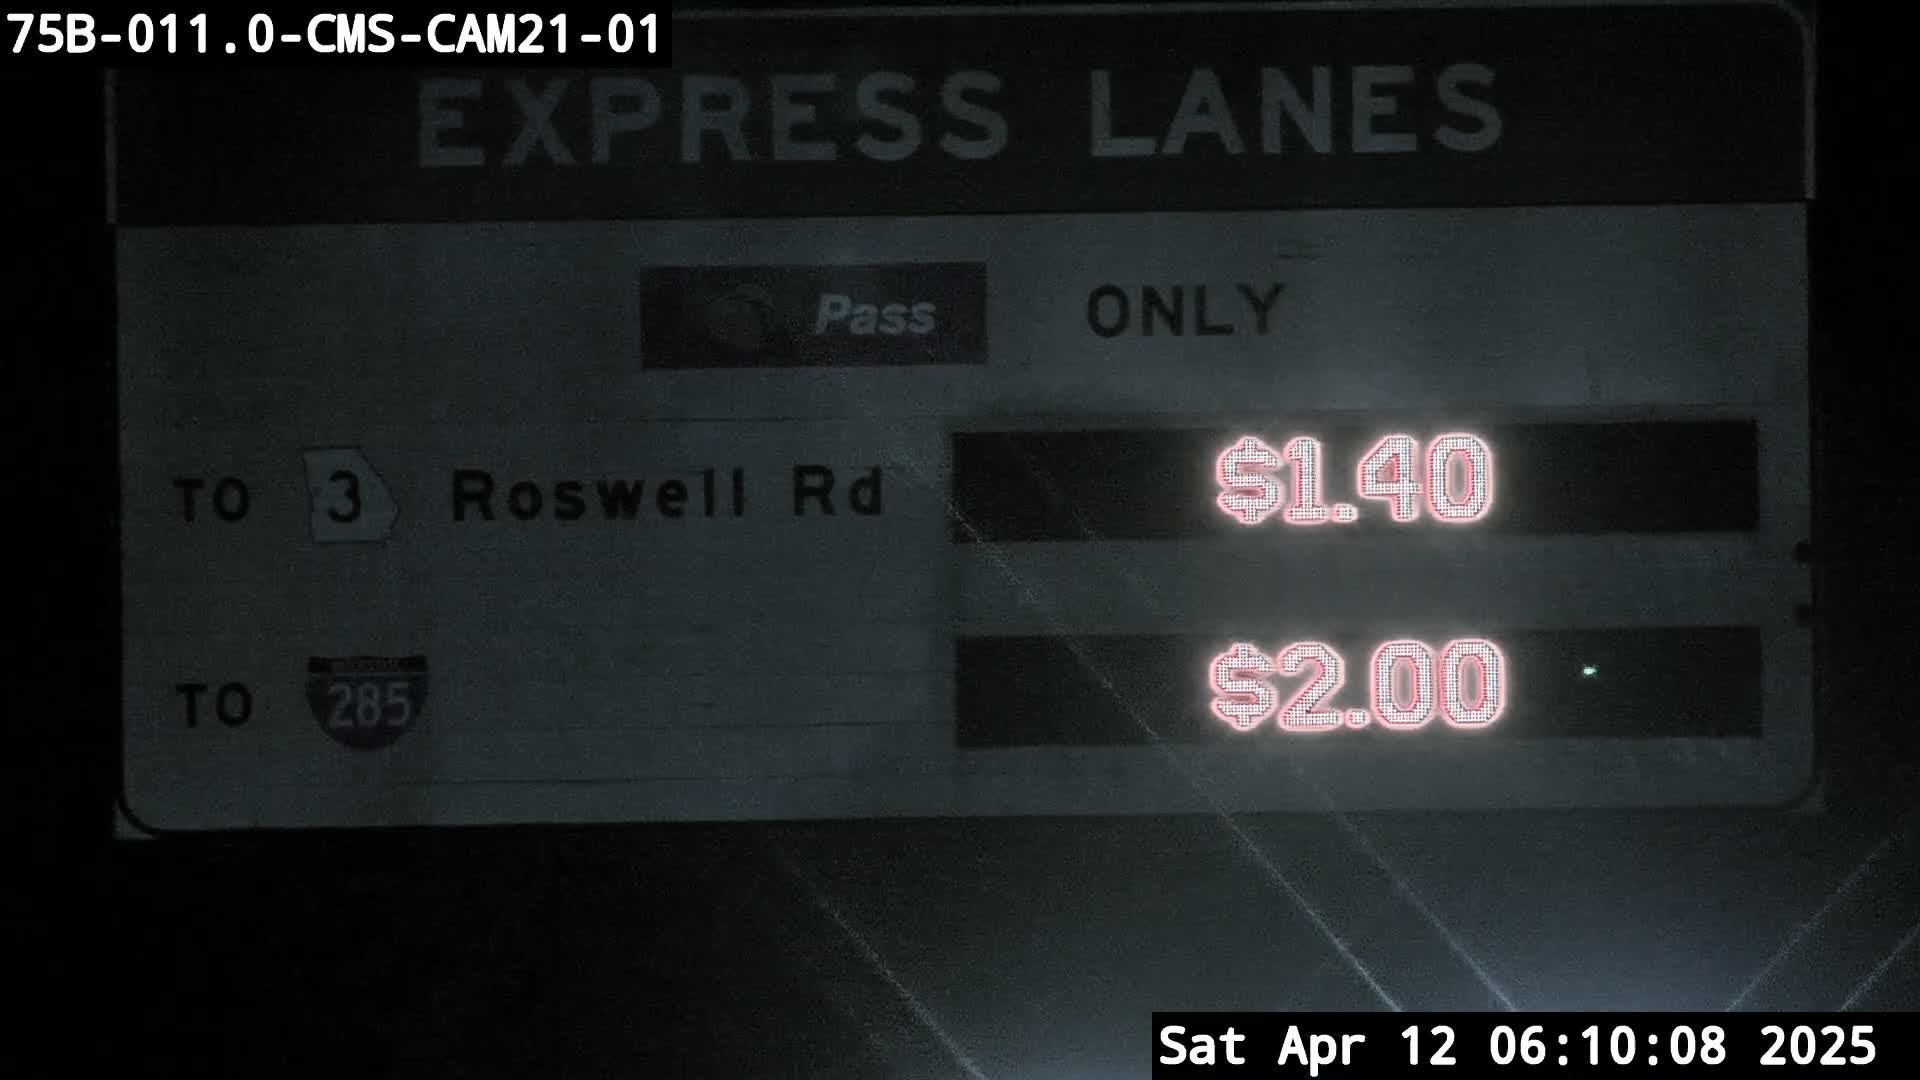 75B-011.0-CMS-CAM21-01
EXPRESS LANES
Pass ONLY
TO 3 Roswell Rd $1.40
TO 285 $2.00
Sat Apr 12 06:10:08 2025